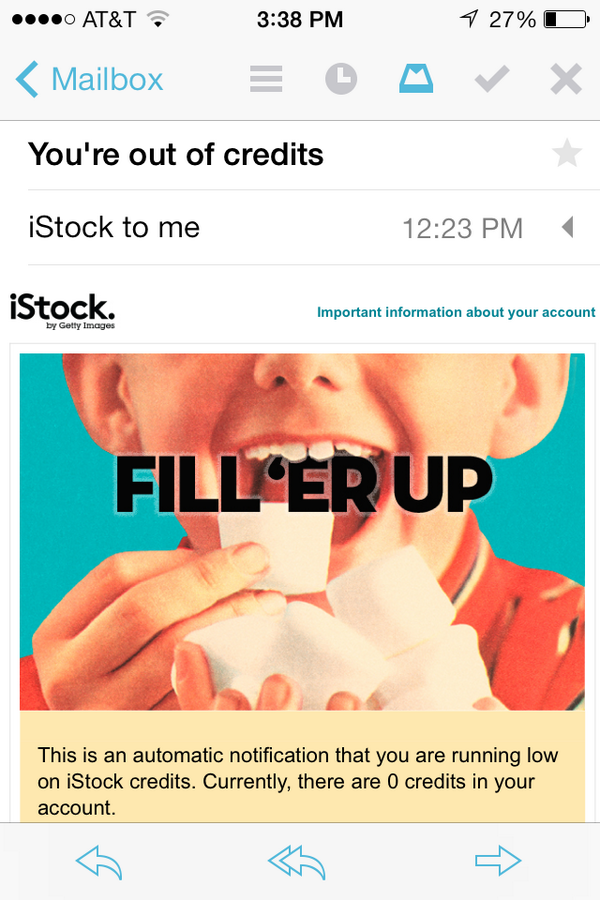 AT&T 3:38 PM 27%
Mailbox
You're out of credits
iStock to me 12:23 PM
iStock.
by Getty Images
Important information about your account
FILL ‘ER UP
This is an automatic notification that you are running low
on iStock credits. Currently, there are 0 credits in your
account.